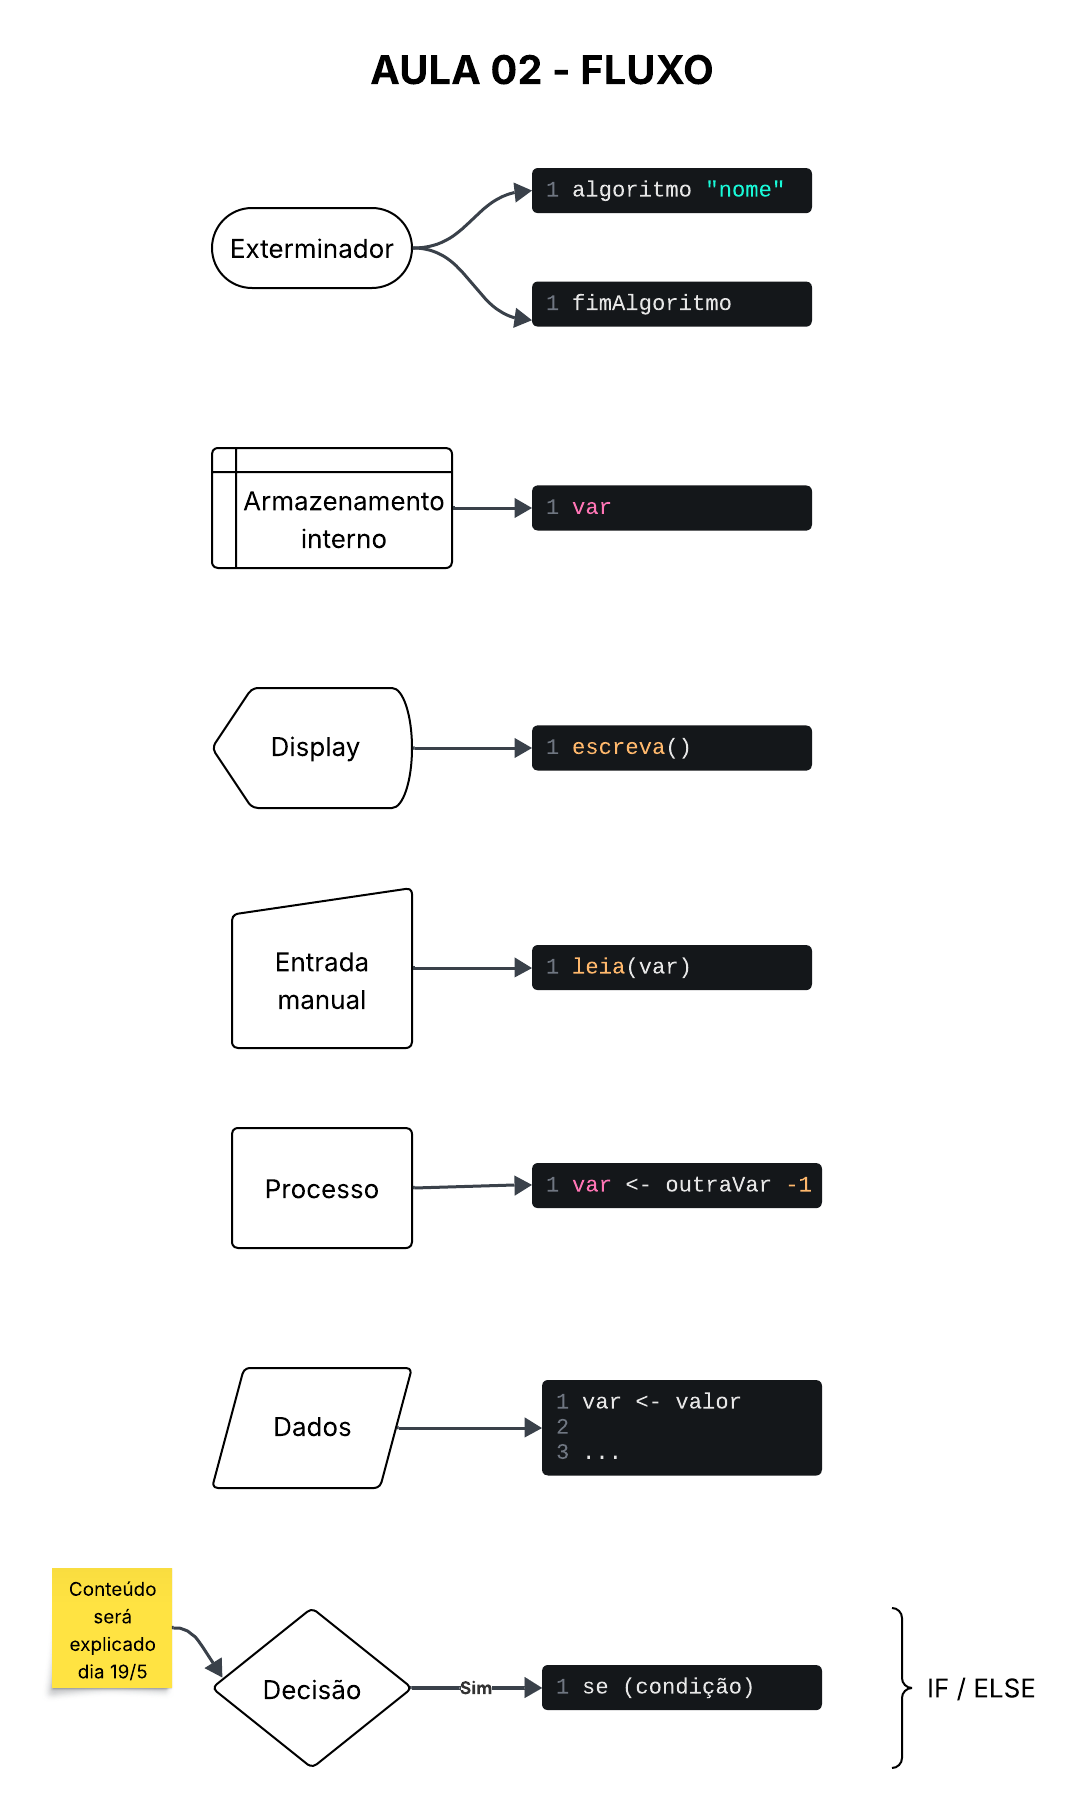 AULA 02 - FLUXO
1 algoritmo "nome"
Exterminador
1 fimAlgoritmo
Armazenamento
interno
1 var
Display
1 escreva()
Entrada
manual
1 leia(var)
Processo
1 var <- outraVar -1
Dados
1 var <- valor
2
3 ...
Conteúdo
será
explicado
dia 19/5
Decisão
Sim
1 se (condição)
IF / ELSE